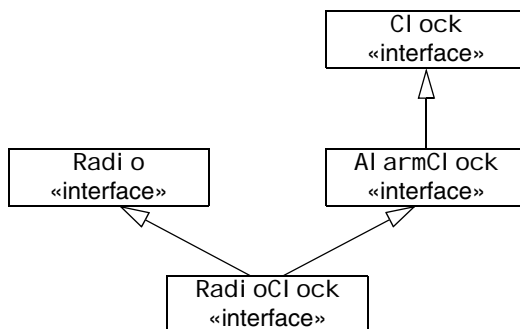 Clock
«interface»
Radio
«interface»
AlarmClock
«interface»
RadioClock
«interface»